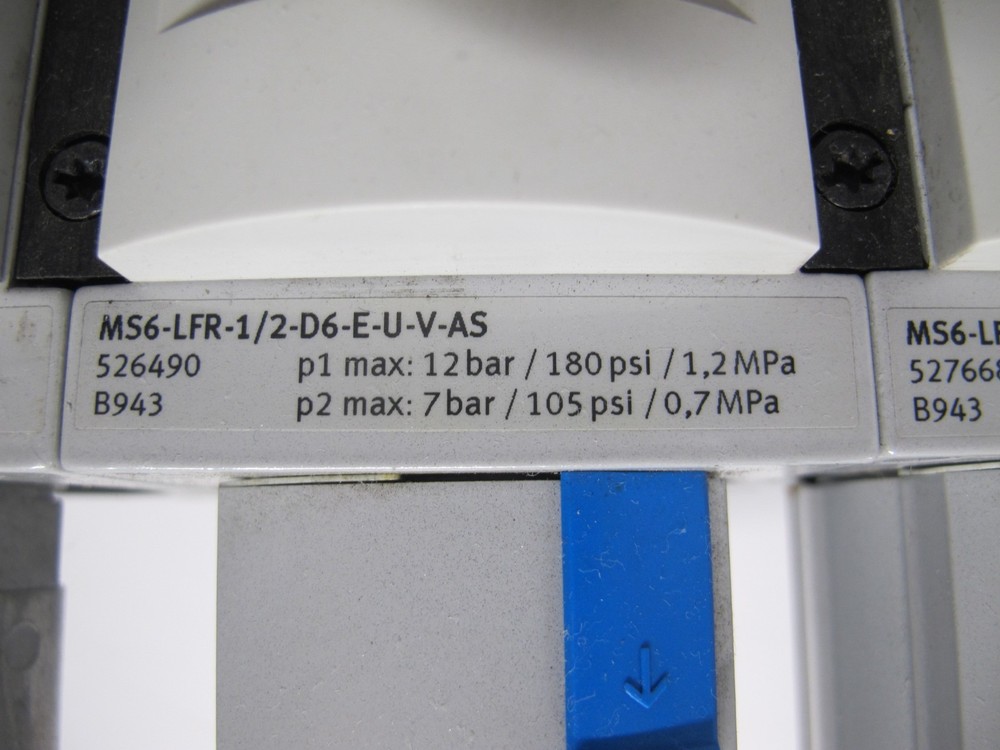 MS6-LFR-1/2-D6-E-U-V-AS
526490 p1 max: 12 bar / 180 psi / 1,2 MPa
B943 p2 max: 7 bar / 105 psi / 0,7 MPa
B943